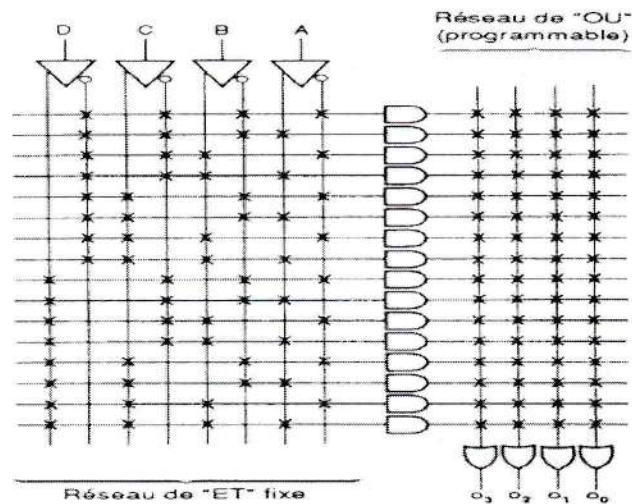 Réseau de "OU"
(programmable)
D C B A
Réseau de "ET" fixe
O₃ O₂ O₁ O₀